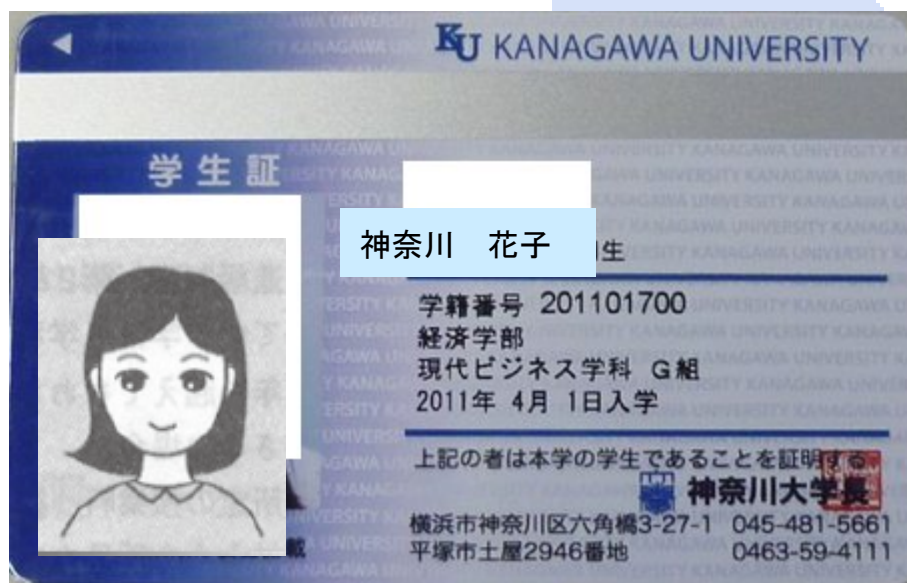 KU KANAGAWA UNIVERSITY
学生証
神奈川 花子
生
学籍番号 201101700
経済学部
現代ビジネス学科 G組
2011年 4月 1日入学
上記の者は本学の学生であることを証明する
神奈川大学長
横浜市神奈川区六角橋3-27-1 045-481-5661
平塚市土屋2946番地 0463-59-4111
載